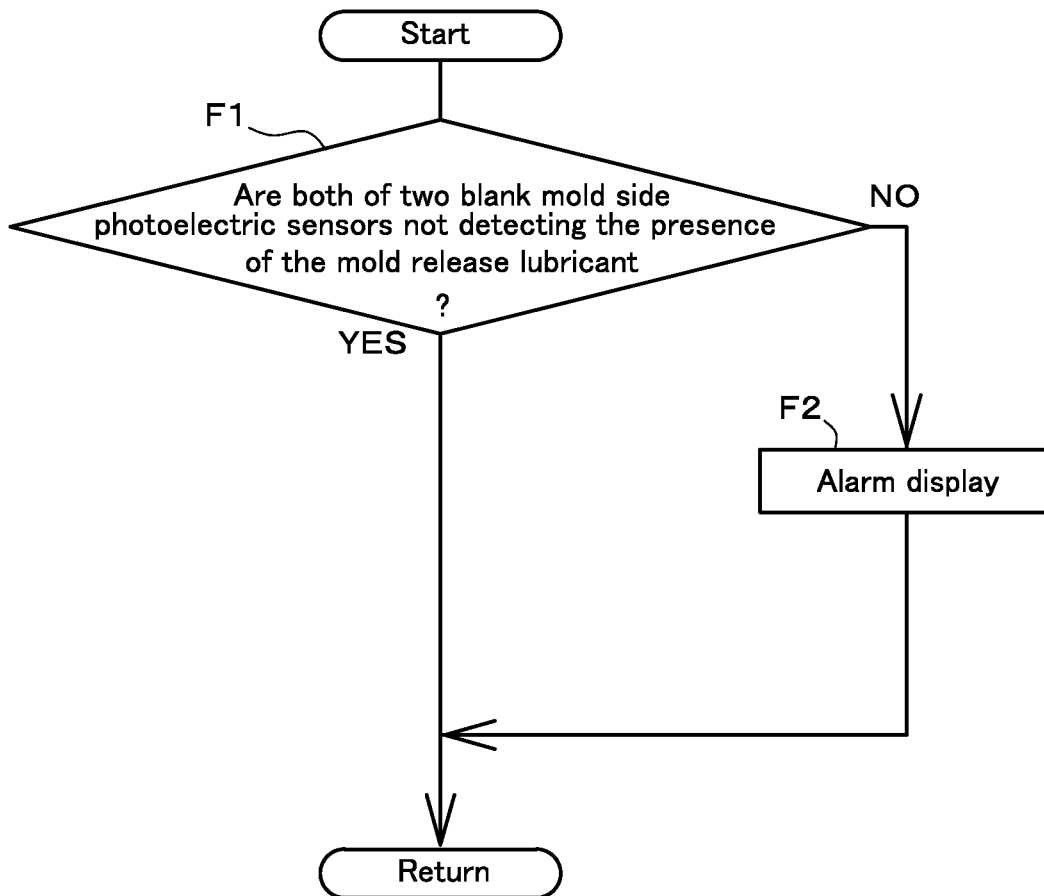 Start
F1
Are both of two blank mold side
photoelectric sensors not detecting the presence
of the mold release lubricant
?
NO
YES
F2
Alarm display
Return